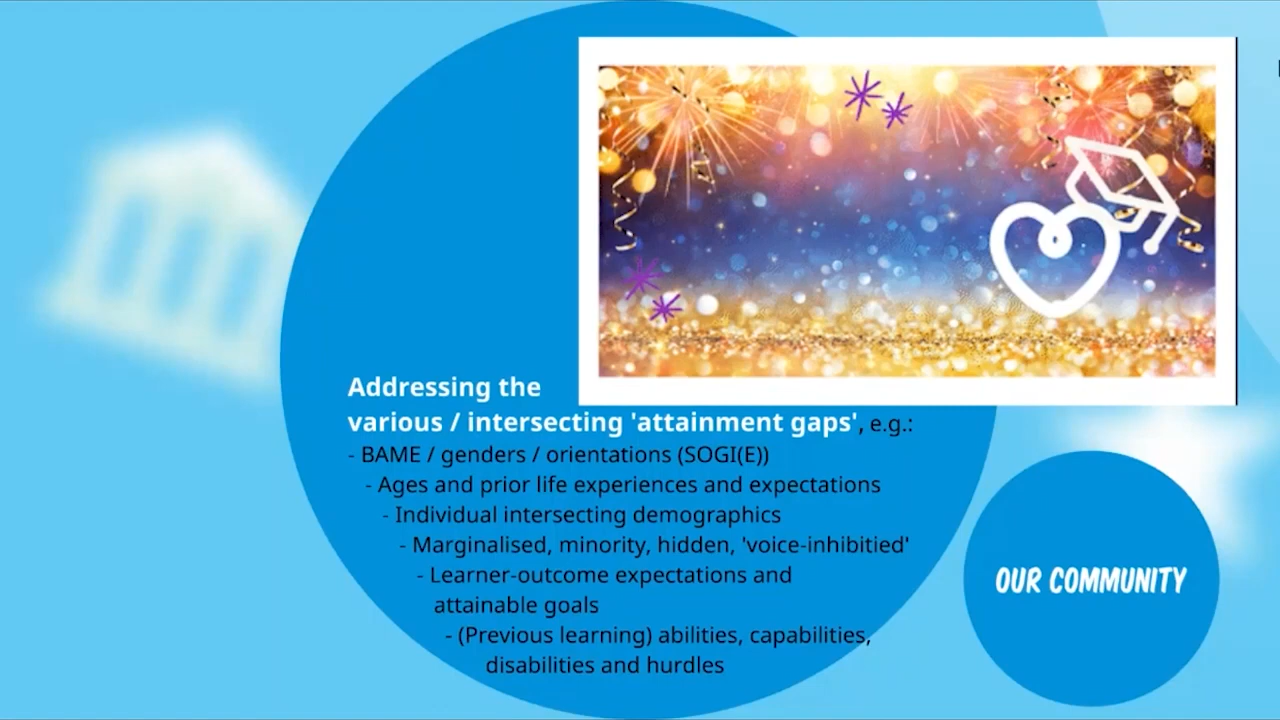 Addressing the
various / intersecting 'attainment gaps', e.g.:
- BAME / genders / orientations (SOGI(E))
- Ages and prior life experiences and expectations
- Individual intersecting demographics
- Marginalised, minority, hidden, 'voice-inhibitied'
- Learner-outcome expectations and
attainable goals
- (Previous learning) abilities, capabilities,
disabilities and hurdles
OUR COMMUNITY